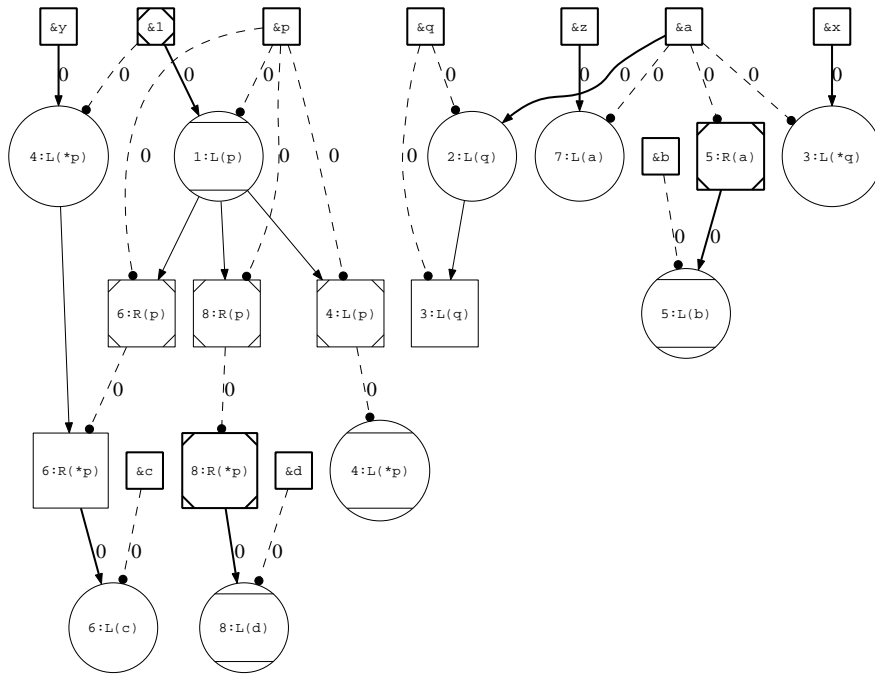 &y
&l
&p
&q
&z
&a
&x
0
0
0
0
0
0
0
0
0
0
4:L(*p)
0
1:L(p)
0
0
0
2:L(q)
7:L(a)
&b
5:R(a)
3:L(*q)
0
0
6:R(p)
8:R(p)
4:L(p)
3:L(q)
5:L(b)
0
0
0
6:R(*p)
&c
8:R(*p)
&d
4:L(*p)
0
0
0
0
6:L(c)
8:L(d)